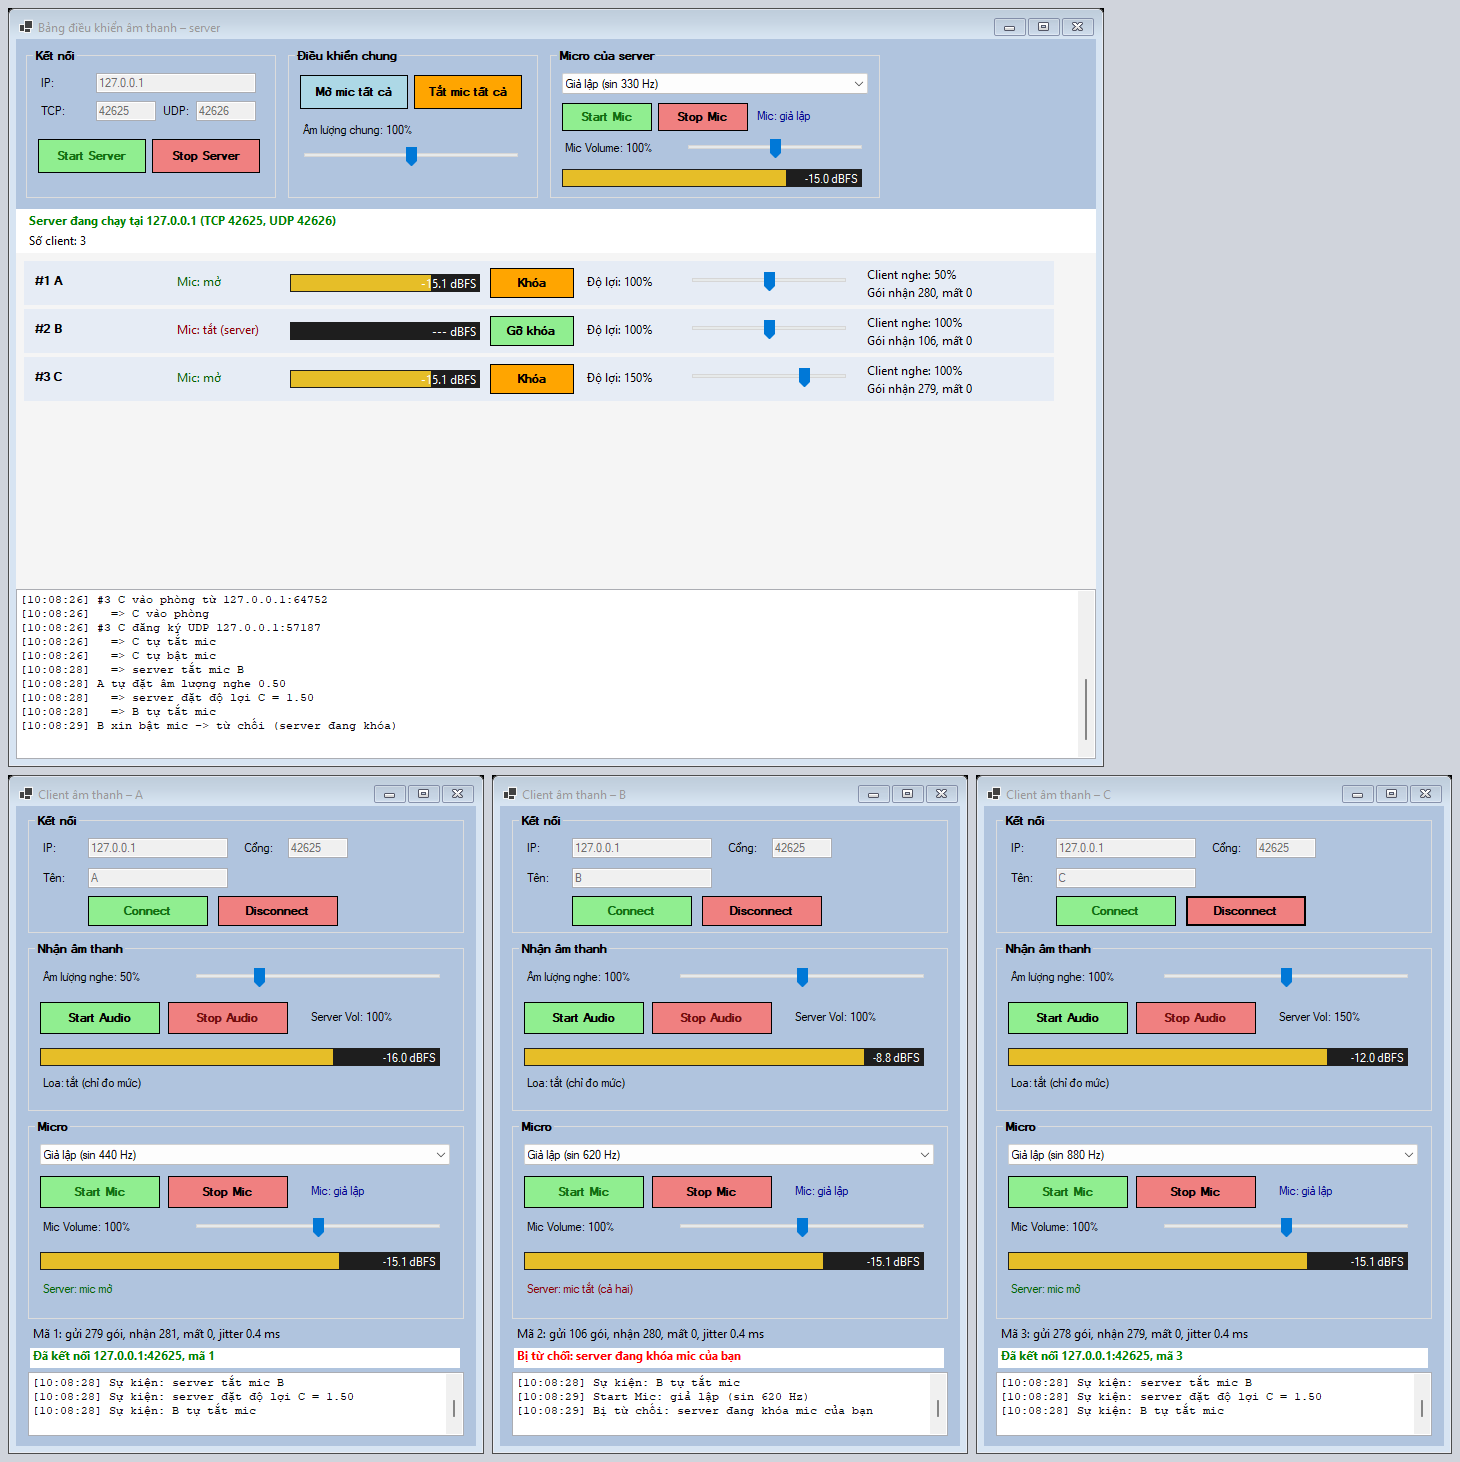 Bảng điều khiển âm thanh – server
Kết nối
IP: 127.0.0.1
TCP: 42625 UDP: 42626
Start Server Stop Server
Điều khiển chung
Mở mic tất cả Tắt mic tất cả
Âm lượng chung: 100%
Micro của server
Giả lập (sin 330 Hz)
Start Mic Stop Mic Mic: giả lập
Mic Volume: 100%
-15.0 dBFS
Server đang chạy tại 127.0.0.1 (TCP 42625, UDP 42626)
Số client: 3
#1 A Mic: mở -15.1 dBFS Khóa Độ lợi: 100% Client nghe: 50%
Gói nhận 280, mất 0
#2 B Mic: tắt (server) --- dBFS Gỡ khóa Độ lợi: 100% Client nghe: 100%
Gói nhận 106, mất 0
#3 C Mic: mở -15.1 dBFS Khóa Độ lợi: 150% Client nghe: 100%
Gói nhận 279, mất 0
[10:08:26] #3 C vào phòng từ 127.0.0.1:64752
[10:08:26]   => C vào phòng
[10:08:26] #3 C đăng ký UDP 127.0.0.1:57187
[10:08:26]   => C tự tắt mic
[10:08:26]   => C tự bật mic
[10:08:28]   => server tắt mic B
[10:08:28] A tự đặt âm lượng nghe 0.50
[10:08:28]   => server đặt độ lợi C = 1.50
[10:08:28]   => B tự tắt mic
[10:08:29] B xin bật mic -> từ chối (server đang khóa)
Client âm thanh – A
Kết nối
IP: 127.0.0.1 Cổng: 42625
Tên: A
Connect Disconnect
Nhận âm thanh
Âm lượng nghe: 50%
Start Audio Stop Audio Server Vol: 100%
-16.0 dBFS
Loa: tắt (chỉ đo mức)
Micro
Giả lập (sin 440 Hz)
Start Mic Stop Mic Mic: giả lập
Mic Volume: 100%
-15.1 dBFS
Server: mic mở
Mã 1: gửi 279 gói, nhận 281, mất 0, jitter 0.4 ms
Đã kết nối 127.0.0.1:42625, mã 1
[10:08:28] Sự kiện: server tắt mic B
[10:08:28] Sự kiện: server đặt độ lợi C = 1.50
[10:08:28] Sự kiện: B tự tắt mic
Client âm thanh – B
Kết nối
IP: 127.0.0.1 Cổng: 42625
Tên: B
Connect Disconnect
Nhận âm thanh
Âm lượng nghe: 100%
Start Audio Stop Audio Server Vol: 100%
-8.8 dBFS
Loa: tắt (chỉ đo mức)
Micro
Giả lập (sin 620 Hz)
Start Mic Stop Mic Mic: giả lập
Mic Volume: 100%
-15.1 dBFS
Server: mic tắt (cả hai)
Mã 2: gửi 106 gói, nhận 280, mất 0, jitter 0.4 ms
Bị từ chối: server đang khóa mic của bạn
[10:08:28] Sự kiện: B tự tắt mic
[10:08:29] Start Mic: giả lập (sin 620 Hz)
[10:08:29] Bị từ chối: server đang khóa mic của bạn
Client âm thanh – C
Kết nối
IP: 127.0.0.1 Cổng: 42625
Tên: C
Connect Disconnect
Nhận âm thanh
Âm lượng nghe: 100%
Start Audio Stop Audio Server Vol: 150%
-12.0 dBFS
Loa: tắt (chỉ đo mức)
Micro
Giả lập (sin 880 Hz)
Start Mic Stop Mic Mic: giả lập
Mic Volume: 100%
-15.1 dBFS
Server: mic mở
Mã 3: gửi 278 gói, nhận 279, mất 0, jitter 0.4 ms
Đã kết nối 127.0.0.1:42625, mã 3
[10:08:28] Sự kiện: server tắt mic B
[10:08:28] Sự kiện: server đặt độ lợi C = 1.50
[10:08:28] Sự kiện: B tự tắt mic